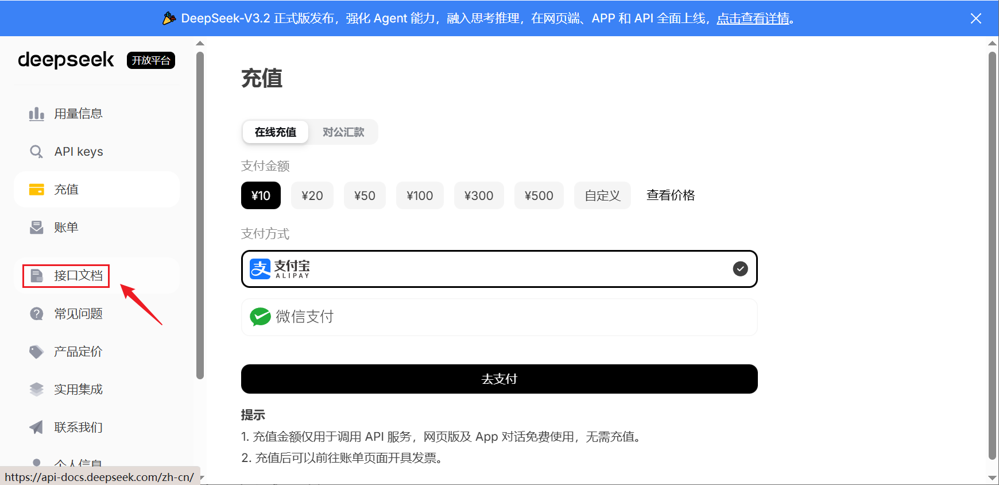 DeepSeek-V3.2 正式版发布，强化 Agent 能力，融入思考推理，在网页端、APP 和 API 全面上线，点击查看详情。
deepseek 开放平台
用量信息
API keys
充值
账单
接口文档
常见问题
产品定价
实用集成
联系我们
个人信息
https://api-docs.deepseek.com/zh-cn/
充值
在线充值 对公汇款
支付金额
¥10 ¥20 ¥50 ¥100 ¥300 ¥500 自定义 查看价格
支付方式
支 支付宝
ALIPAY
微信支付
去支付
提示
1. 充值金额仅用于调用 API 服务，网页版及 App 对话免费使用，无需充值。
2. 充值后可以前往账单页面开具发票。